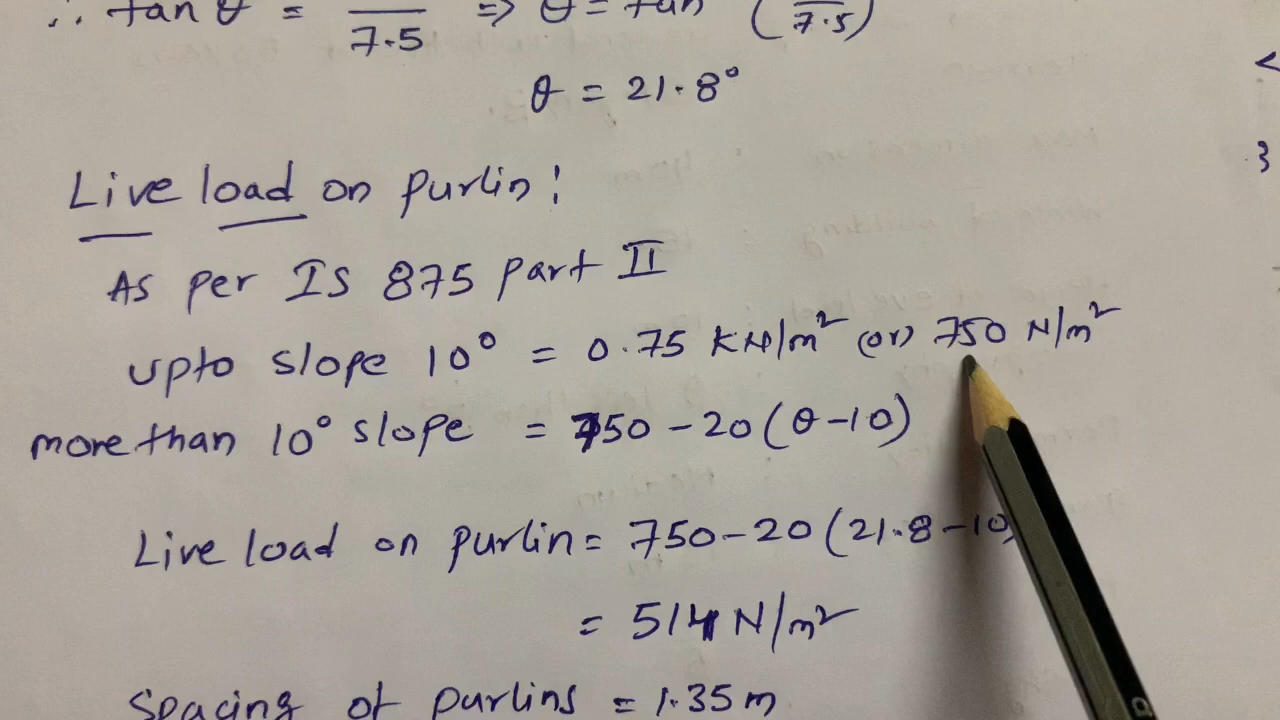 ∴ tan θ = / 7.5 ⇒ θ = tan ( / 7.5)
θ = 21.8°
Live load on purlin:
As per IS 875 part II
upto slope 10° = 0.75 KN/m² (or) 750 N/m²
more than 10° slope = 750 - 20 (θ-10)
Live load on purlin = 750-20 (21.8-10)
= 514 N/m²
Spacing of purlins = 1.35 m